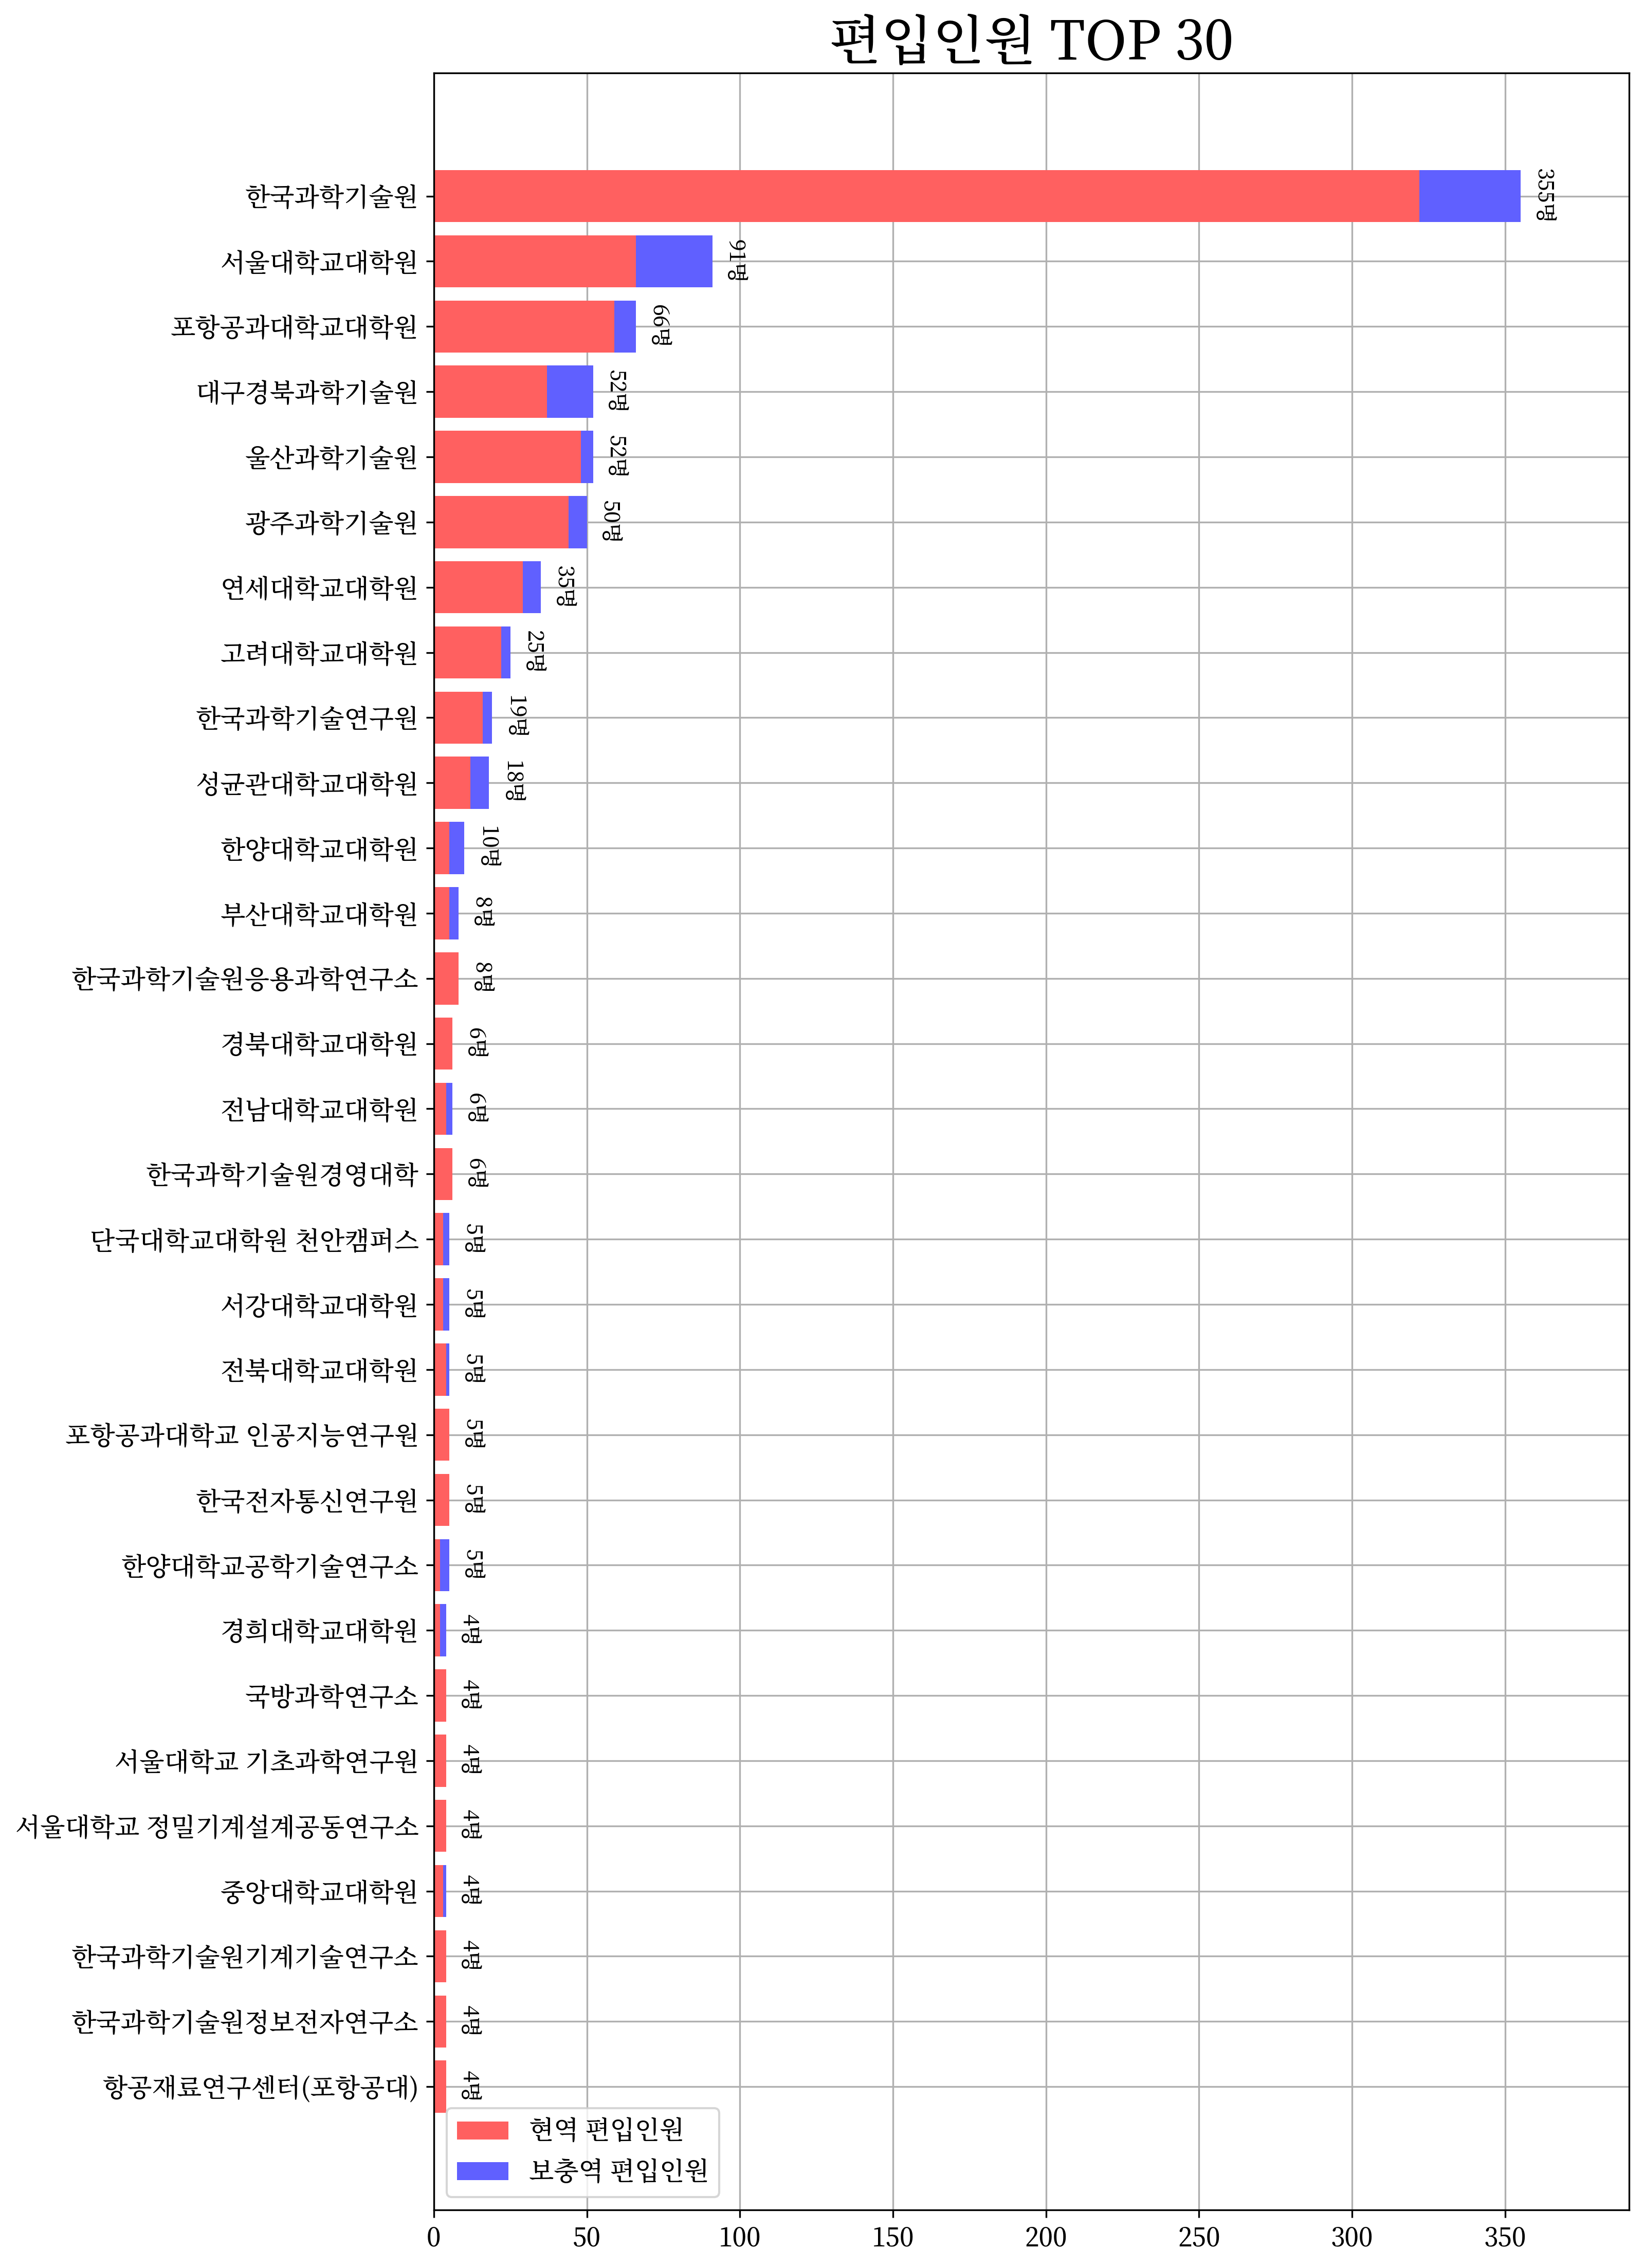 편입인원 TOP 30
한국과학기술원 355명
서울대학교대학원 91명
포항공과대학교대학원 66명
대구경북과학기술원 52명
울산과학기술원 52명
광주과학기술원 50명
연세대학교대학원 35명
고려대학교대학원 25명
한국과학기술연구원 19명
성균관대학교대학원 18명
한양대학교대학원 10명
부산대학교대학원 8명
한국과학기술원응용과학연구소 8명
경북대학교대학원 6명
전남대학교대학원 6명
한국과학기술원경영대학 6명
단국대학교대학원 천안캠퍼스 5명
서강대학교대학원 5명
전북대학교대학원 5명
포항공과대학교 인공지능연구원 5명
한국전자통신연구원 5명
한양대학교공학기술연구소 5명
경희대학교대학원 4명
국방과학연구소 4명
서울대학교 기초과학연구원 4명
서울대학교 정밀기계설계공동연구소 4명
중앙대학교대학원 4명
한국과학기술원기계기술연구소 4명
한국과학기술원정보전자연구소 4명
항공재료연구센터(포항공대) 4명
현역 편입인원
보충역 편입인원
0 50 100 150 200 250 300 350